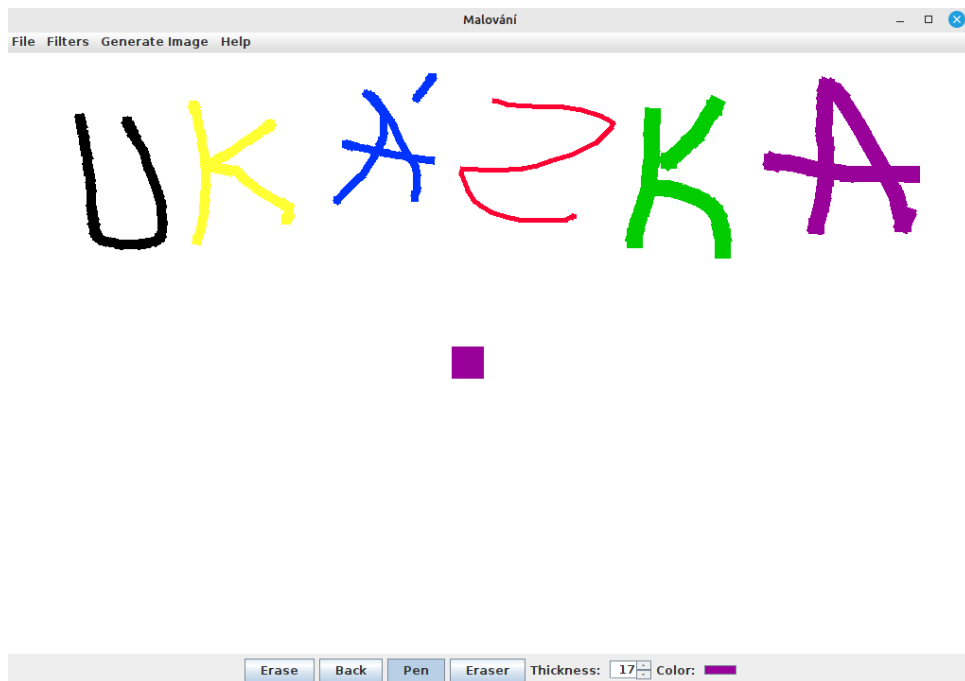 Malování
File Filters Generate Image Help
UKÁZKA
Erase Back Pen Eraser Thickness: 17 Color: